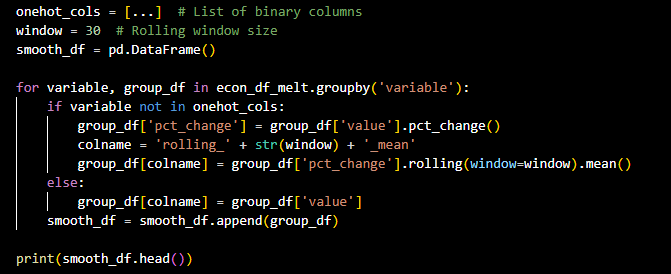 onehot_cols = [...]  # List of binary columns
window = 30  # Rolling window size
smooth_df = pd.DataFrame()

for variable, group_df in econ_df_melt.groupby('variable'):
    if variable not in onehot_cols:
        group_df['pct_change'] = group_df['value'].pct_change()
        colname = 'rolling_' + str(window) + '_mean'
        group_df[colname] = group_df['pct_change'].rolling(window=window).mean()
    else:
        group_df[colname] = group_df['value']
    smooth_df = smooth_df.append(group_df)

print(smooth_df.head())